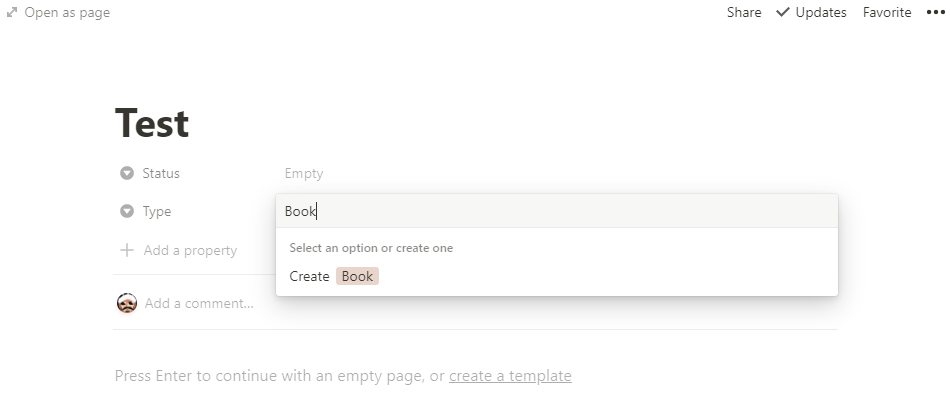 Open as page
Share Updates Favorite
Test
Status Empty
Type Book
Select an option or create one
Add a property
Create Book
Add a comment...
Press Enter to continue with an empty page, or create a template